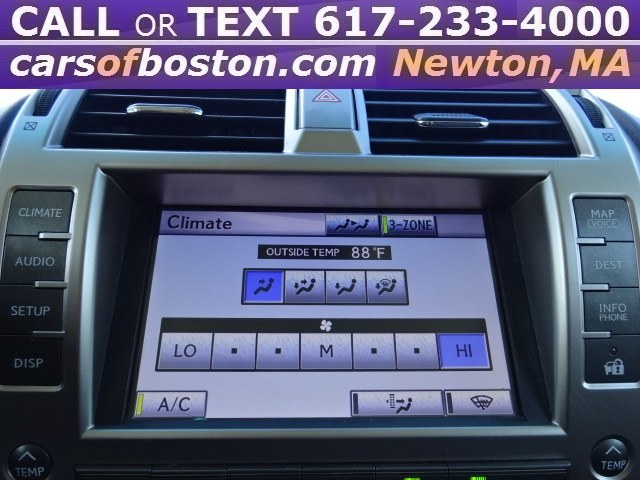 CALL OR TEXT 617-233-4000
carsofboston.com Newton, MA
CLIMATE
AUDIO
SETUP
DISP
TEMP
Climate
3-ZONE
OUTSIDE TEMP 88°F
LO
M
HI
A/C
MAP
VOICE
DEST
INFO
PHONE
TEMP